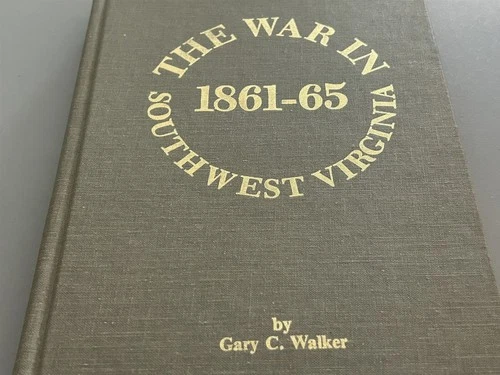 THE WAR IN
1861-65
SOUTHWEST VIRGINIA
by
Gary C. Walker